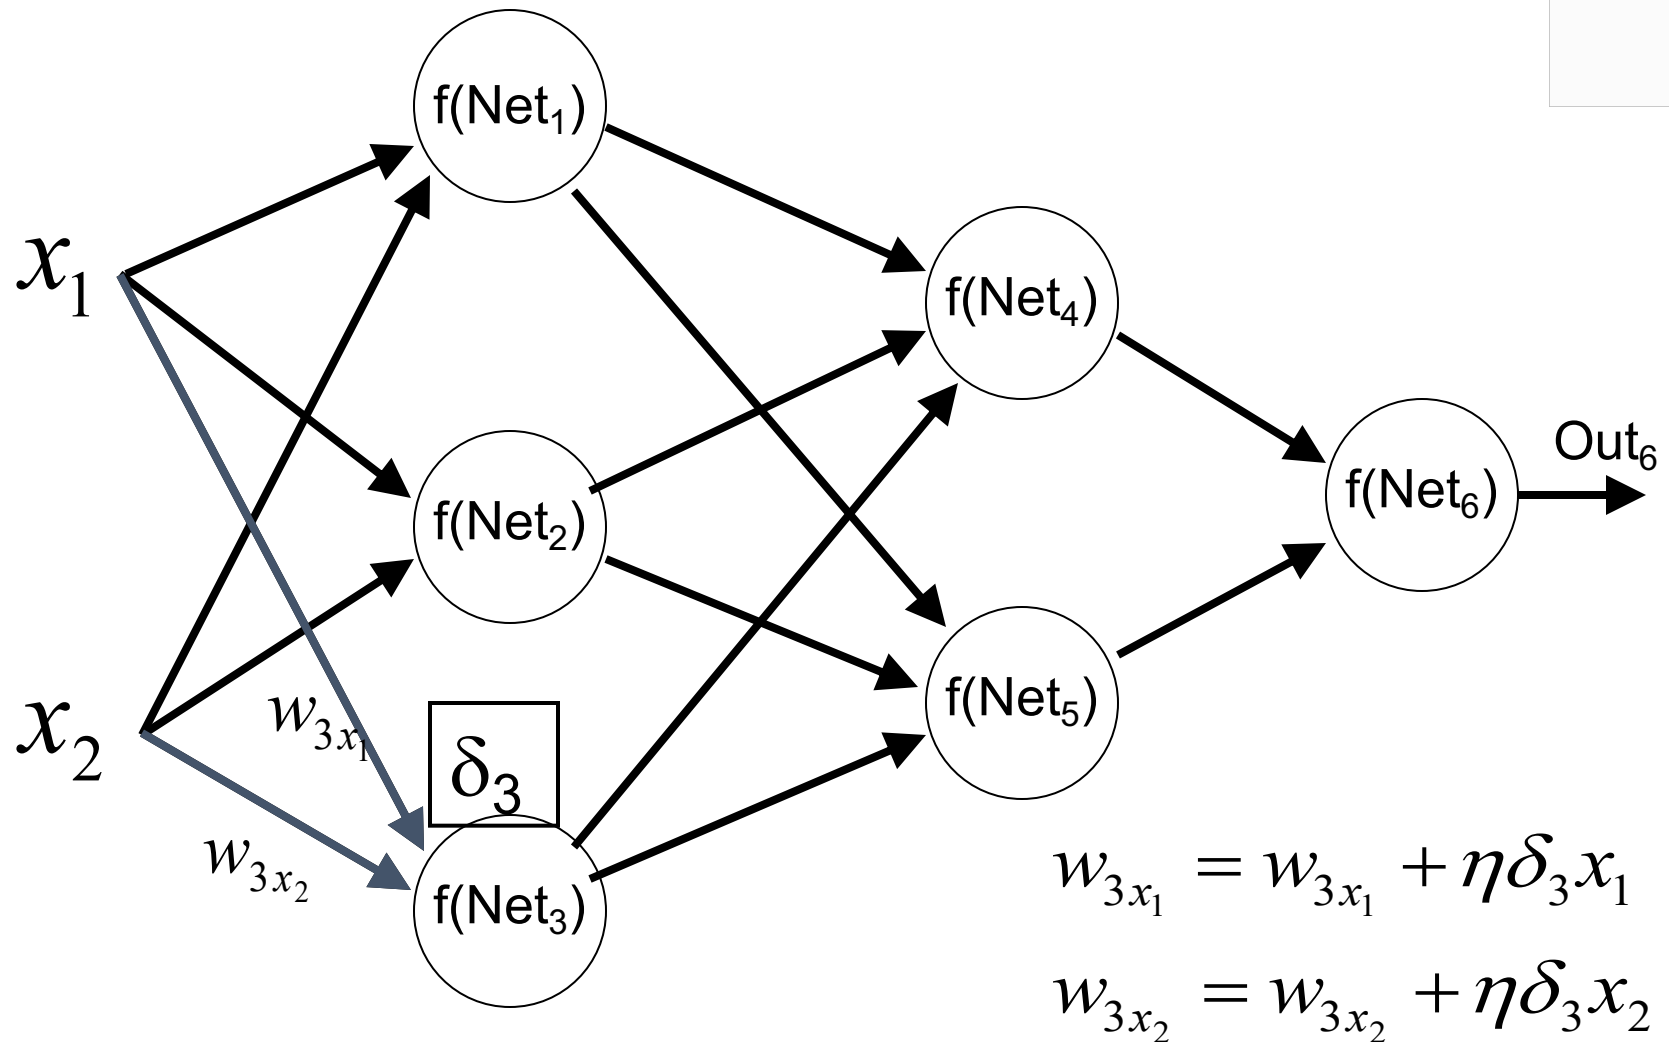 f(Net₁)
x₁
f(Net₄)
Out₆
f(Net₆)
f(Net₂)
x₂
w₃ₓ₁
δ₃
f(Net₅)
w₃ₓ₂
f(Net₃)
w₃ₓ₁ = w₃ₓ₁ + ηδ₃x₁
w₃ₓ₂ = w₃ₓ₂ + ηδ₃x₂